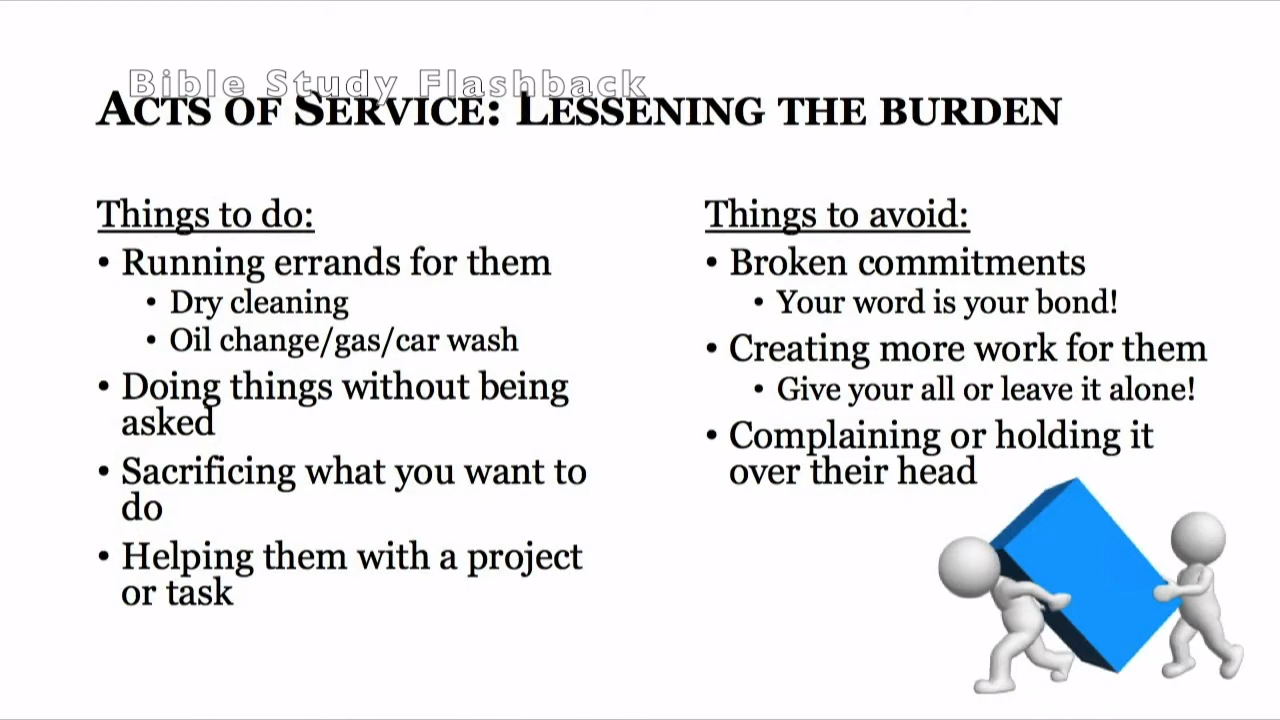 Bible Study Flashback
ACTS OF SERVICE: LESSENING THE BURDEN
Things to do:
• Running errands for them
• Dry cleaning
• Oil change/gas/car wash
• Doing things without being
asked
• Sacrificing what you want to
do
• Helping them with a project
or task
Things to avoid:
• Broken commitments
• Your word is your bond!
• Creating more work for them
• Give your all or leave it alone!
• Complaining or holding it
over their head